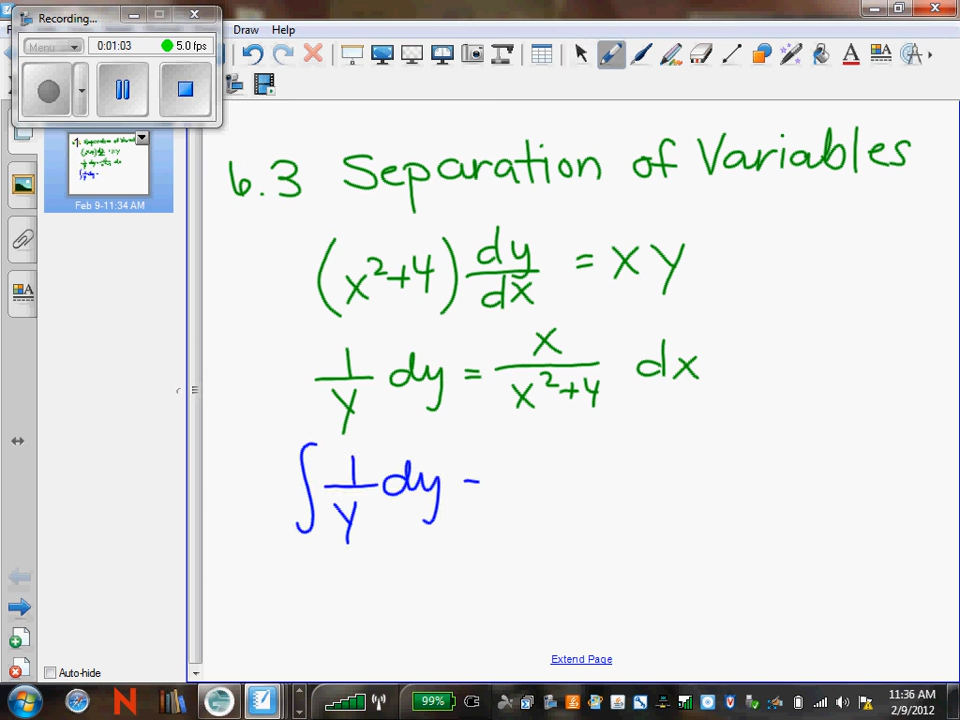 Recording...
Menu
0:01:03
5.0 fps
Draw Help
Feb 9-11:34 AM
6.3 Separation of Variables
(x²+4) dy/dx = xy
1/y dy = x/(x²+4) dx
∫ 1/y dy -
Extend Page
Auto-hide
99%
11:36 AM
2/9/2012